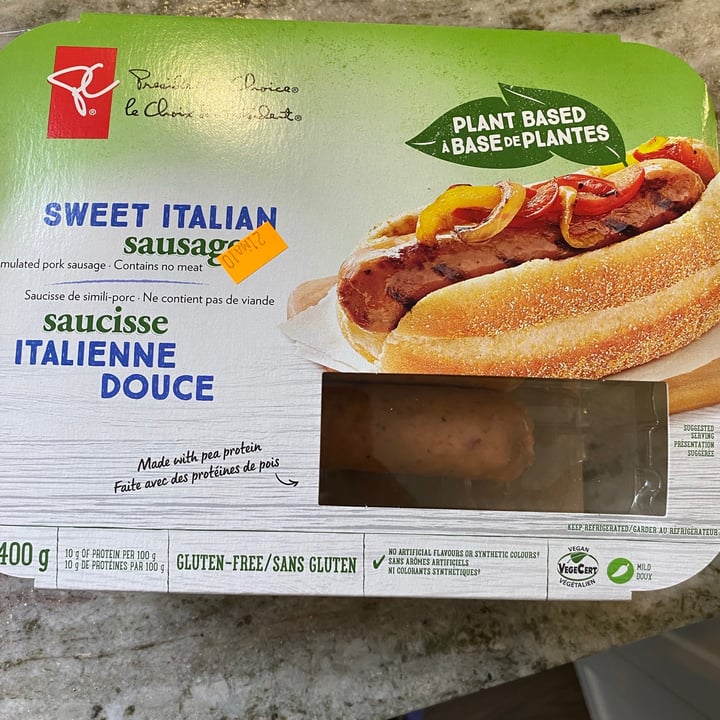 PC®
President's Choice®
le Choix du Président®
PLANT BASED
À BASE DE PLANTES
SWEET ITALIAN
sausage
mulated pork sausage · Contains no meat
Saucisse de simili-porc · Ne contient pas de viande
saucisse
ITALIENNE
DOUCE
Made with pea protein
Faite avec des protéines de pois
SUGGESTED
SERVING
PRÉSENTATION
SUGGÉRÉE
KEEP REFRIGERATED/GARDER AU RÉFRIGÉRATEUR
400 g
10 g OF PROTEIN PER 100 g
10 g DE PROTÉINES PAR 100 g
GLUTEN-FREE/SANS GLUTEN
NO ARTIFICIAL FLAVOURS OR SYNTHETIC COLOURS†
SANS ARÔMES ARTIFICIELS
NI COLORANTS SYNTHÉTIQUES†
VEGAN
VEGECERT
VÉGÉTALIEN
MILD
DOUX